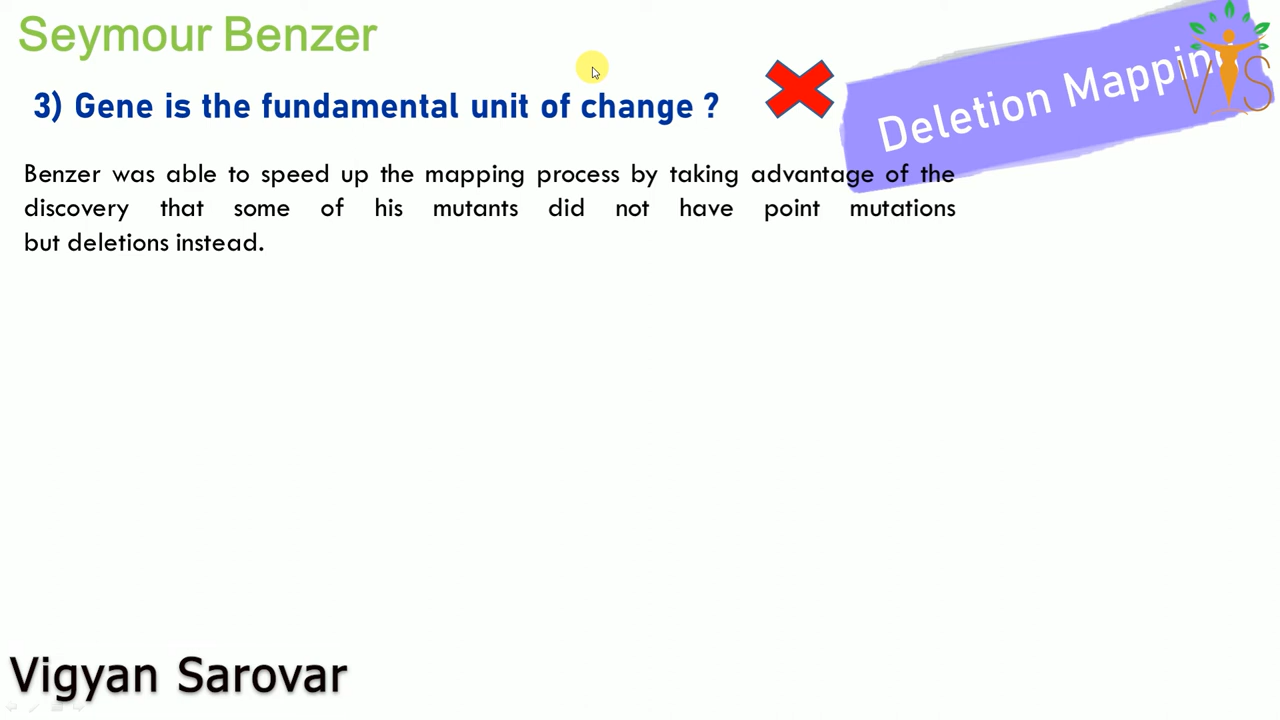 Seymour Benzer
3) Gene is the fundamental unit of change ?
Deletion Mapping
VS
Benzer was able to speed up the mapping process by taking advantage of the
discovery that some of his mutants did not have point mutations
but deletions instead.
Vigyan Sarovar